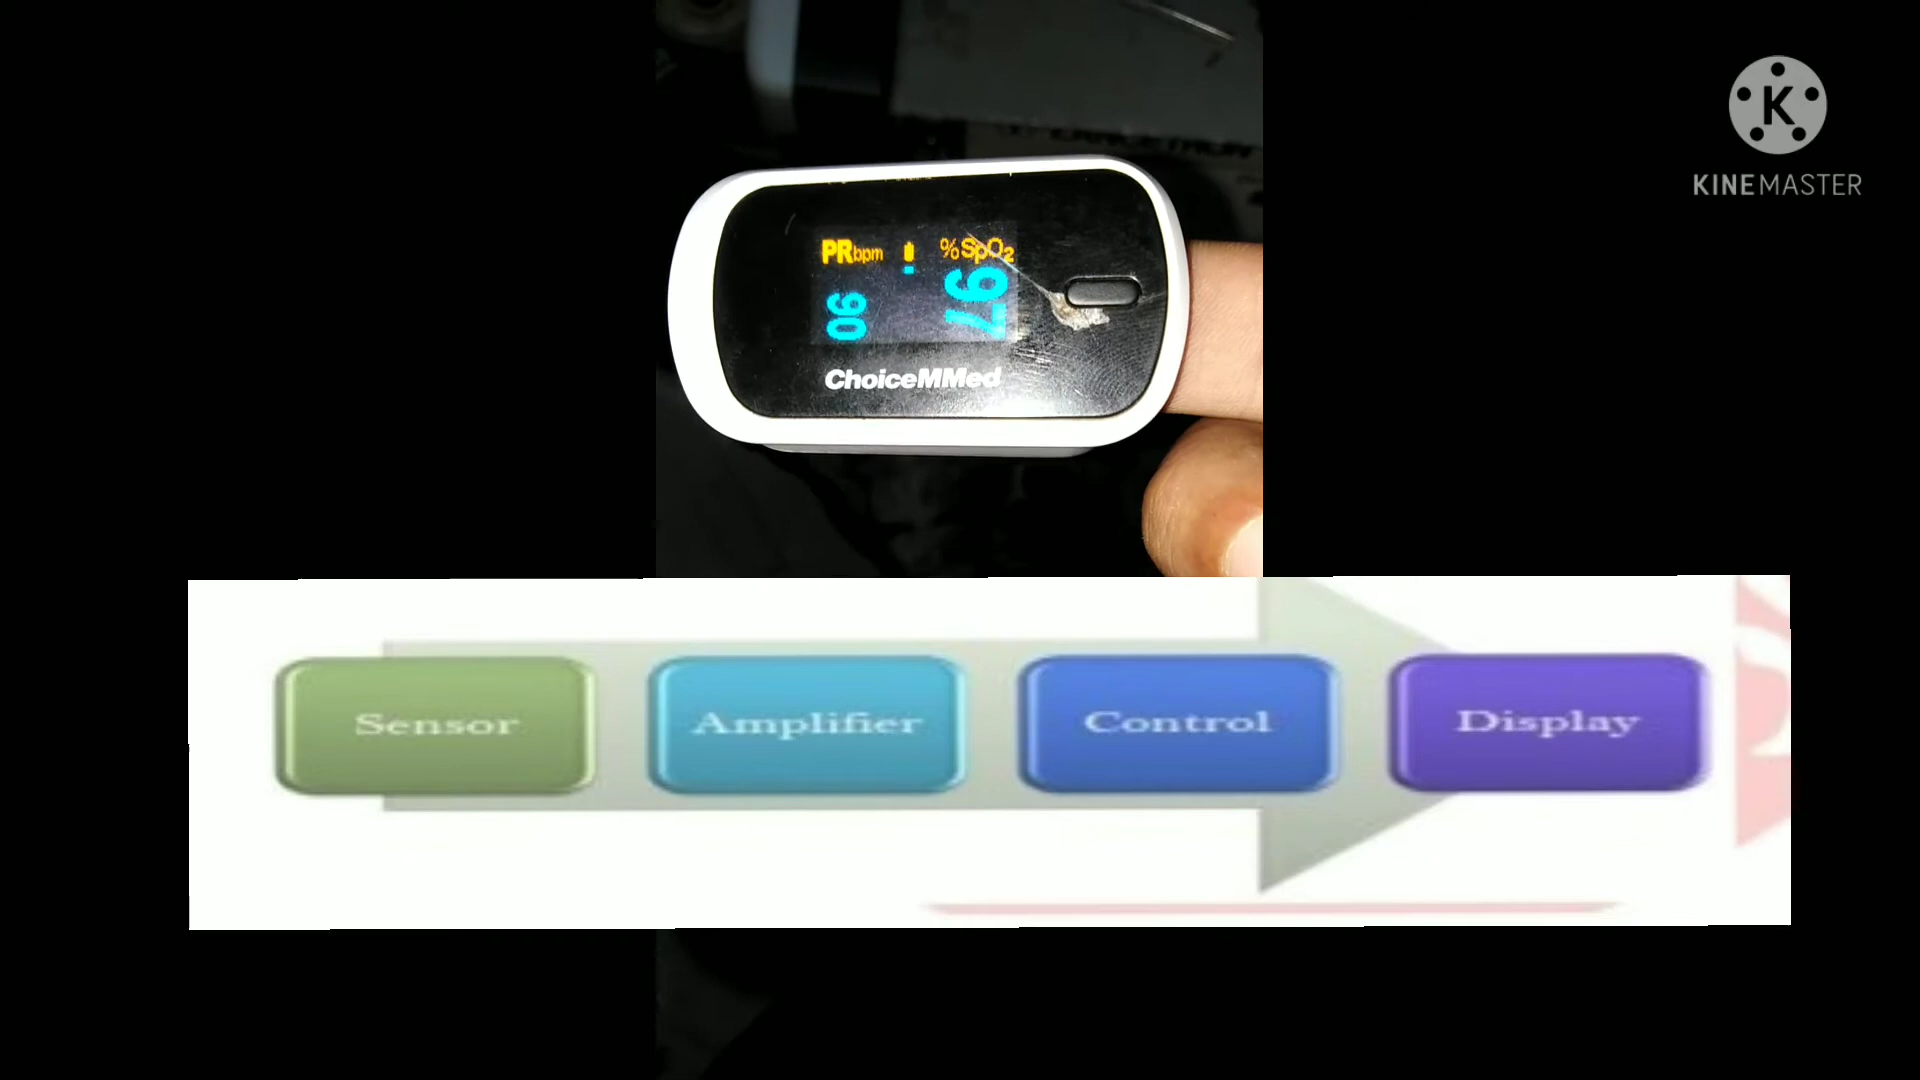 KINEMASTER
PRbpm %SpO2
90 97
ChoiceMMed
Sensor Amplifier Control Display